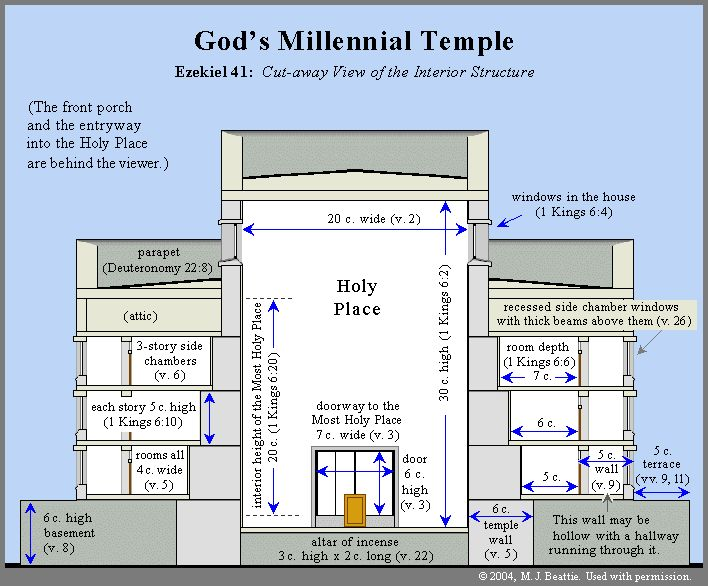 God's Millennial Temple
Ezekiel 41: Cut-away View of the Interior Structure
(The front porch
and the entryway
into the Holy Place
are behind the viewer.)
windows in the house
(1 Kings 6:4)
20 c. wide (v. 2)
parapet
(Deuteronomy 22:8)
Holy
Place
30 c. high (1 Kings 6:2)
interior height of the Most Holy Place
20 c. (1 Kings 6:20)
(attic)
recessed side chamber windows
with thick beams above them (v. 26)
3-story side
chambers
(v. 6)
room depth
(1 Kings 6:6)
7 c.
each story 5 c. high
(1 Kings 6:10)
doorway to the
Most Holy Place
7 c. wide (v. 3)
6 c.
rooms all
4 c. wide
(v. 5)
door
6 c.
high
(v. 3)
5 c.
5 c.
wall
(v. 9)
5 c.
terrace
(vv. 9, 11)
6 c. high
basement
(v. 8)
6 c.
temple
wall
(v. 5)
This wall may be
hollow with a hallway
running through it.
altar of incense
3 c. high x 2 c. long (v. 22)
© 2004, M. J. Beattie. Used with permission.